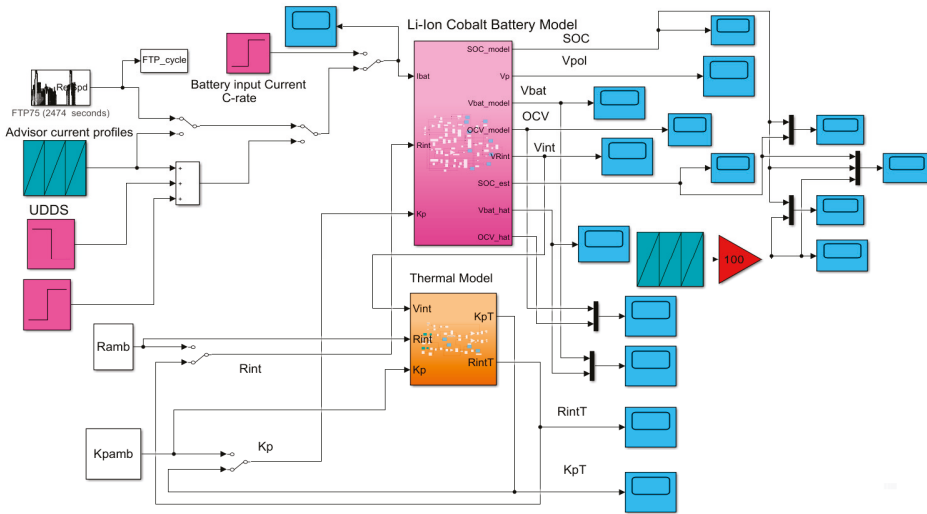 Li-Ion Cobalt Battery Model
SOC
SOC_model
Vpol
Vp
FTP_cycle
Ibat
Battery input Current
C-rate
Vbat
Vbat_model
FTP75 (2474 seconds)
OCV
OCV_model
Advisor current profiles
Rint
Vint
VRint
SOC_est
+
+
+
UDDS
Kp
Vbat_hat
OCV_hat
100
Thermal Model
Vint
KpT
Ramb
Rint
RintT
Rint
Kp
RintT
Kpamb
Kp
KpT